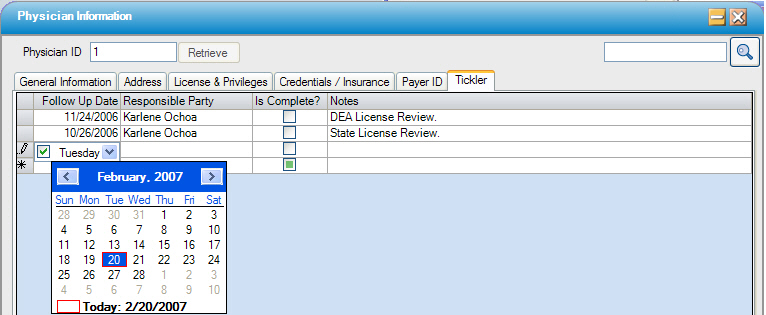 Physician Information
Physician ID 1 Retrieve
General Information Address License & Privileges Credentials / Insurance Payer ID Tickler
Follow Up Date Responsible Party Is Complete? Notes
11/24/2006 Karlene Ochoa DEA License Review.
10/26/2006 Karlene Ochoa State License Review.
Tuesday
February, 2007
Sun Mon Tue Wed Thu Fri Sat
28 29 30 31 1 2 3
4 5 6 7 8 9 10
11 12 13 14 15 16 17
18 19 20 21 22 23 24
25 26 27 28 1 2 3
4 5 6 7 8 9 10
Today: 2/20/2007